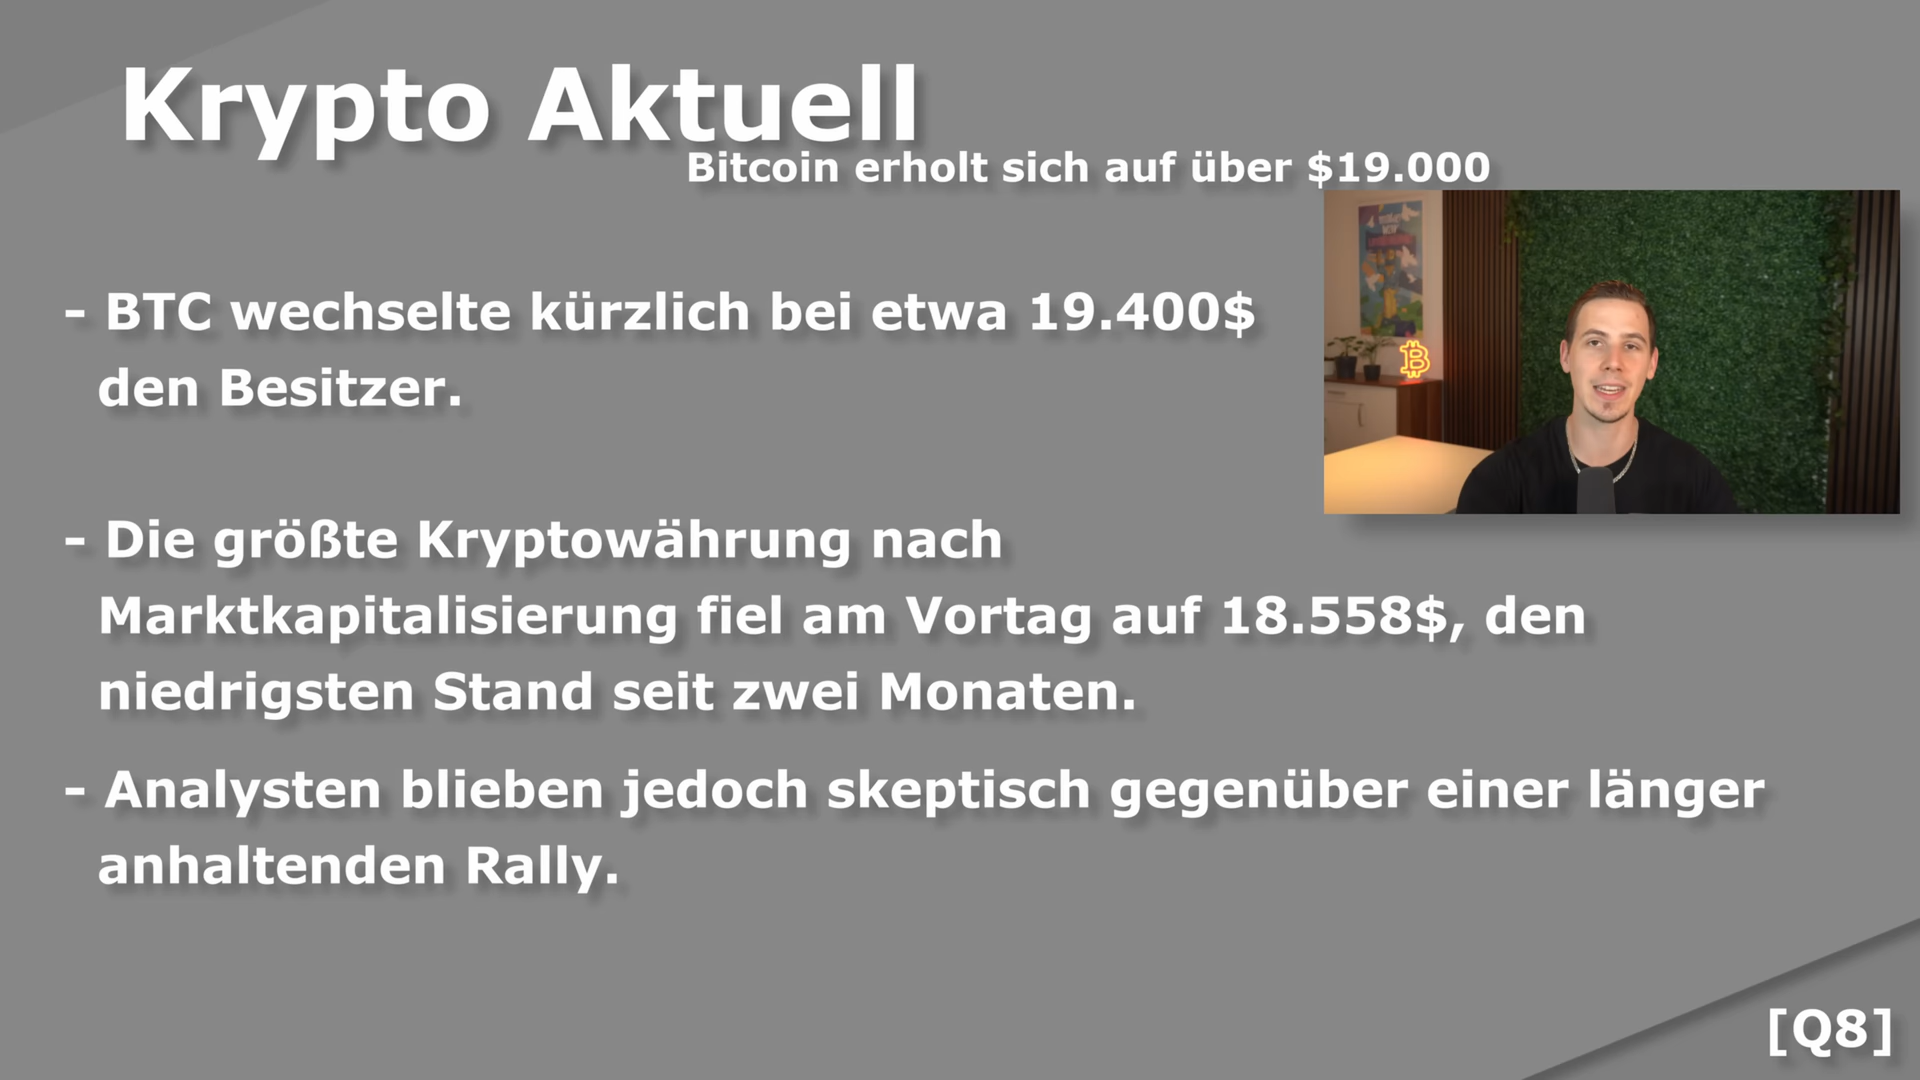 Krypto Aktuell
Bitcoin erholt sich auf über $19.000
- BTC wechselte kürzlich bei etwa 19.400$
den Besitzer.
- Die größte Kryptowährung nach
Marktkapitalisierung fiel am Vortag auf 18.558$, den
niedrigsten Stand seit zwei Monaten.
- Analysten blieben jedoch skeptisch gegenüber einer länger
anhaltenden Rally.
[Q8]